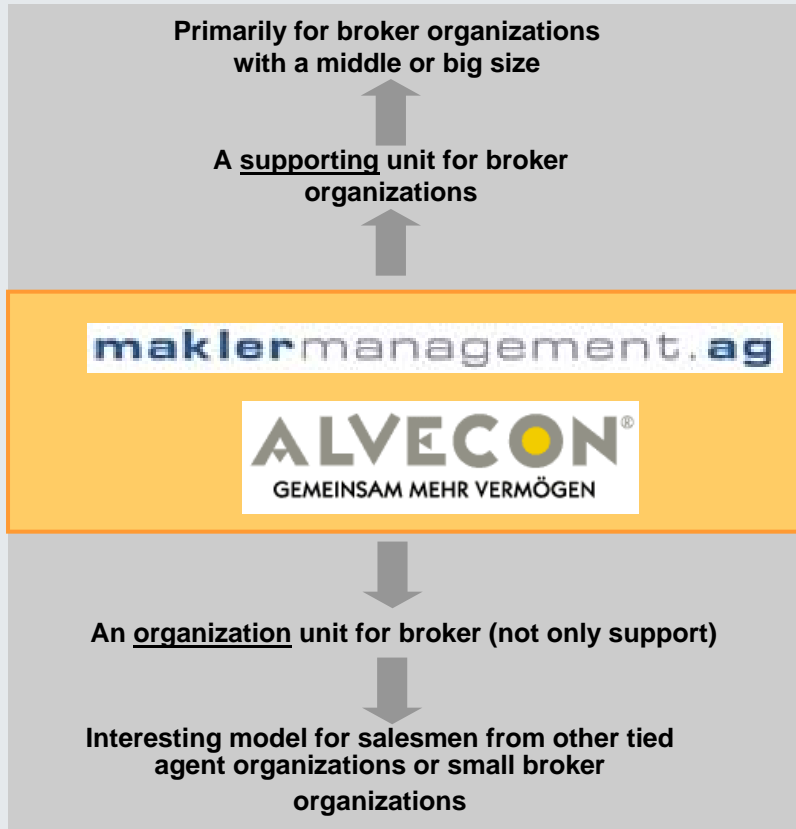 Primarily for broker organizations
with a middle or big size
A supporting unit for broker
organizations
maklermanagement.ag
ALVECON®
GEMEINSAM MEHR VERMÖGEN
An organization unit for broker (not only support)
Interesting model for salesmen from other tied
agent organizations or small broker
organizations